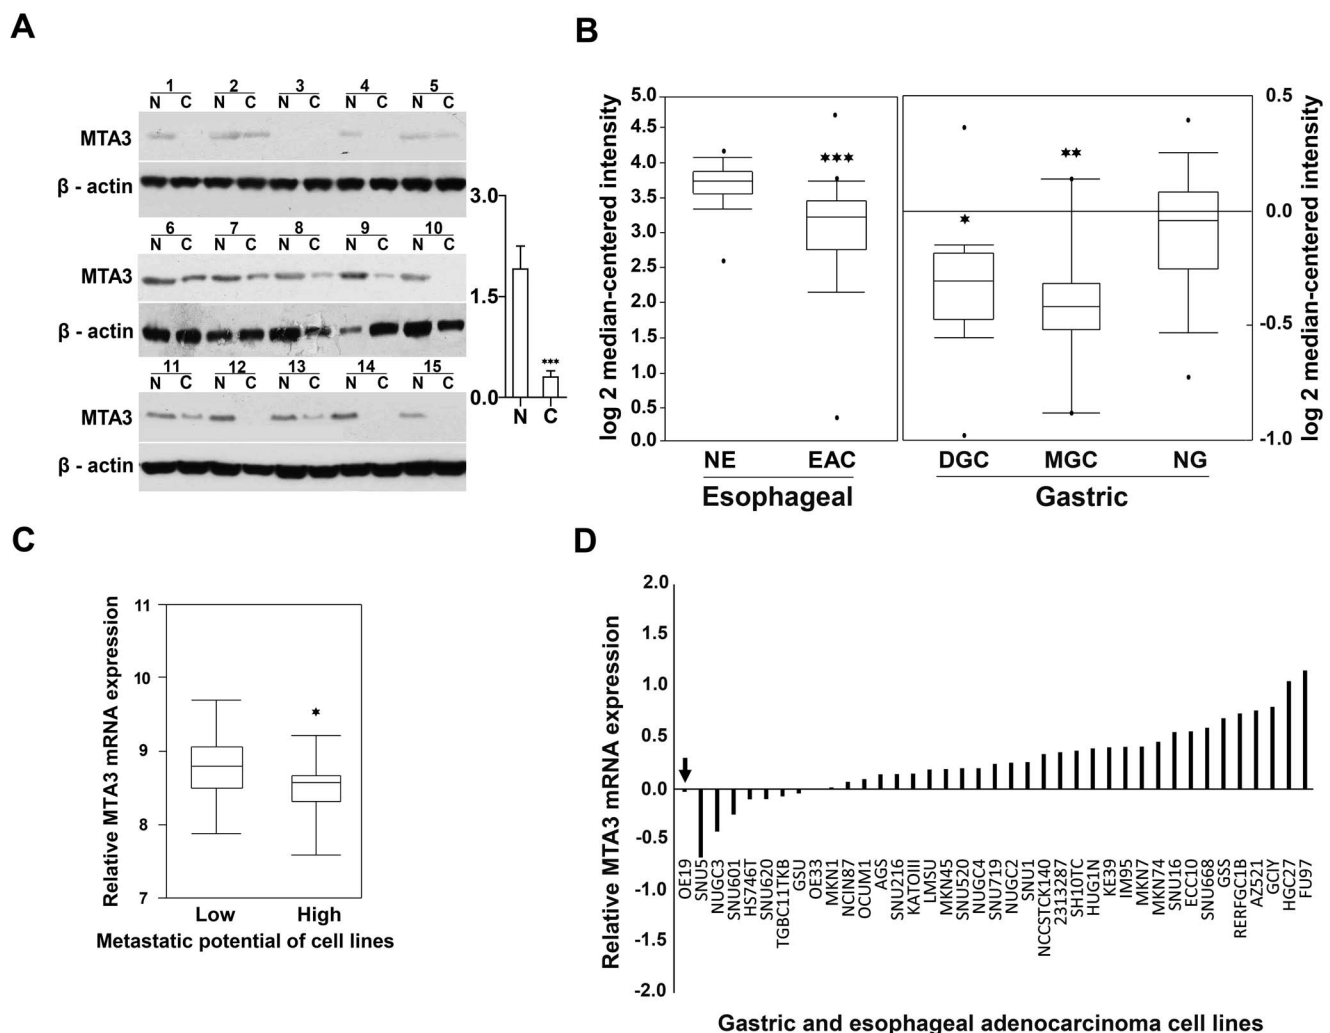 A
1 2 3 4 5
N C N C N C N C N C
MTA3
β - actin
6 7 8 9 10
N C N C N C N C N C
MTA3
β - actin
11 12 13 14 15
N C N C N C N C N C
MTA3
β - actin
3.0
1.5
0.0
***
N C
B
log 2 median-centered intensity
5.0
4.5
4.0
3.5
3.0
2.5
2.0
1.5
1.0
0.5
0.0
***
*
**
0.5
0.0
-0.5
-1.0
log 2 median-centered intensity
NE EAC DGC MGC NG
Esophageal Gastric
C
Relative MTA3 mRNA expression
11
10
9
8
7
*
Low High
Metastatic potential of cell lines
D
Relative MTA3 mRNA expression
2.0
1.5
1.0
0.5
0.0
-0.5
-1.0
-1.5
-2.0
OE19
SNU5
NUGC3
SNU601
HS746T
SNU620
TGBC11TKB
GSU
OE33
MKN1
NCIN87
OCUM1
AGS
SNU216
KATOIII
LMSU
MKN45
SNU520
NUGC4
SNU719
NUGC2
SNU1
NCCSTCK140
2313287
SH10TC
HUG1N
KE39
IM95
MKN7
MKN74
SNU16
ECC10
SNU668
GSS
RERFGC1B
AZ521
GCIY
HGC27
FU97
Gastric and esophageal adenocarcinoma cell lines